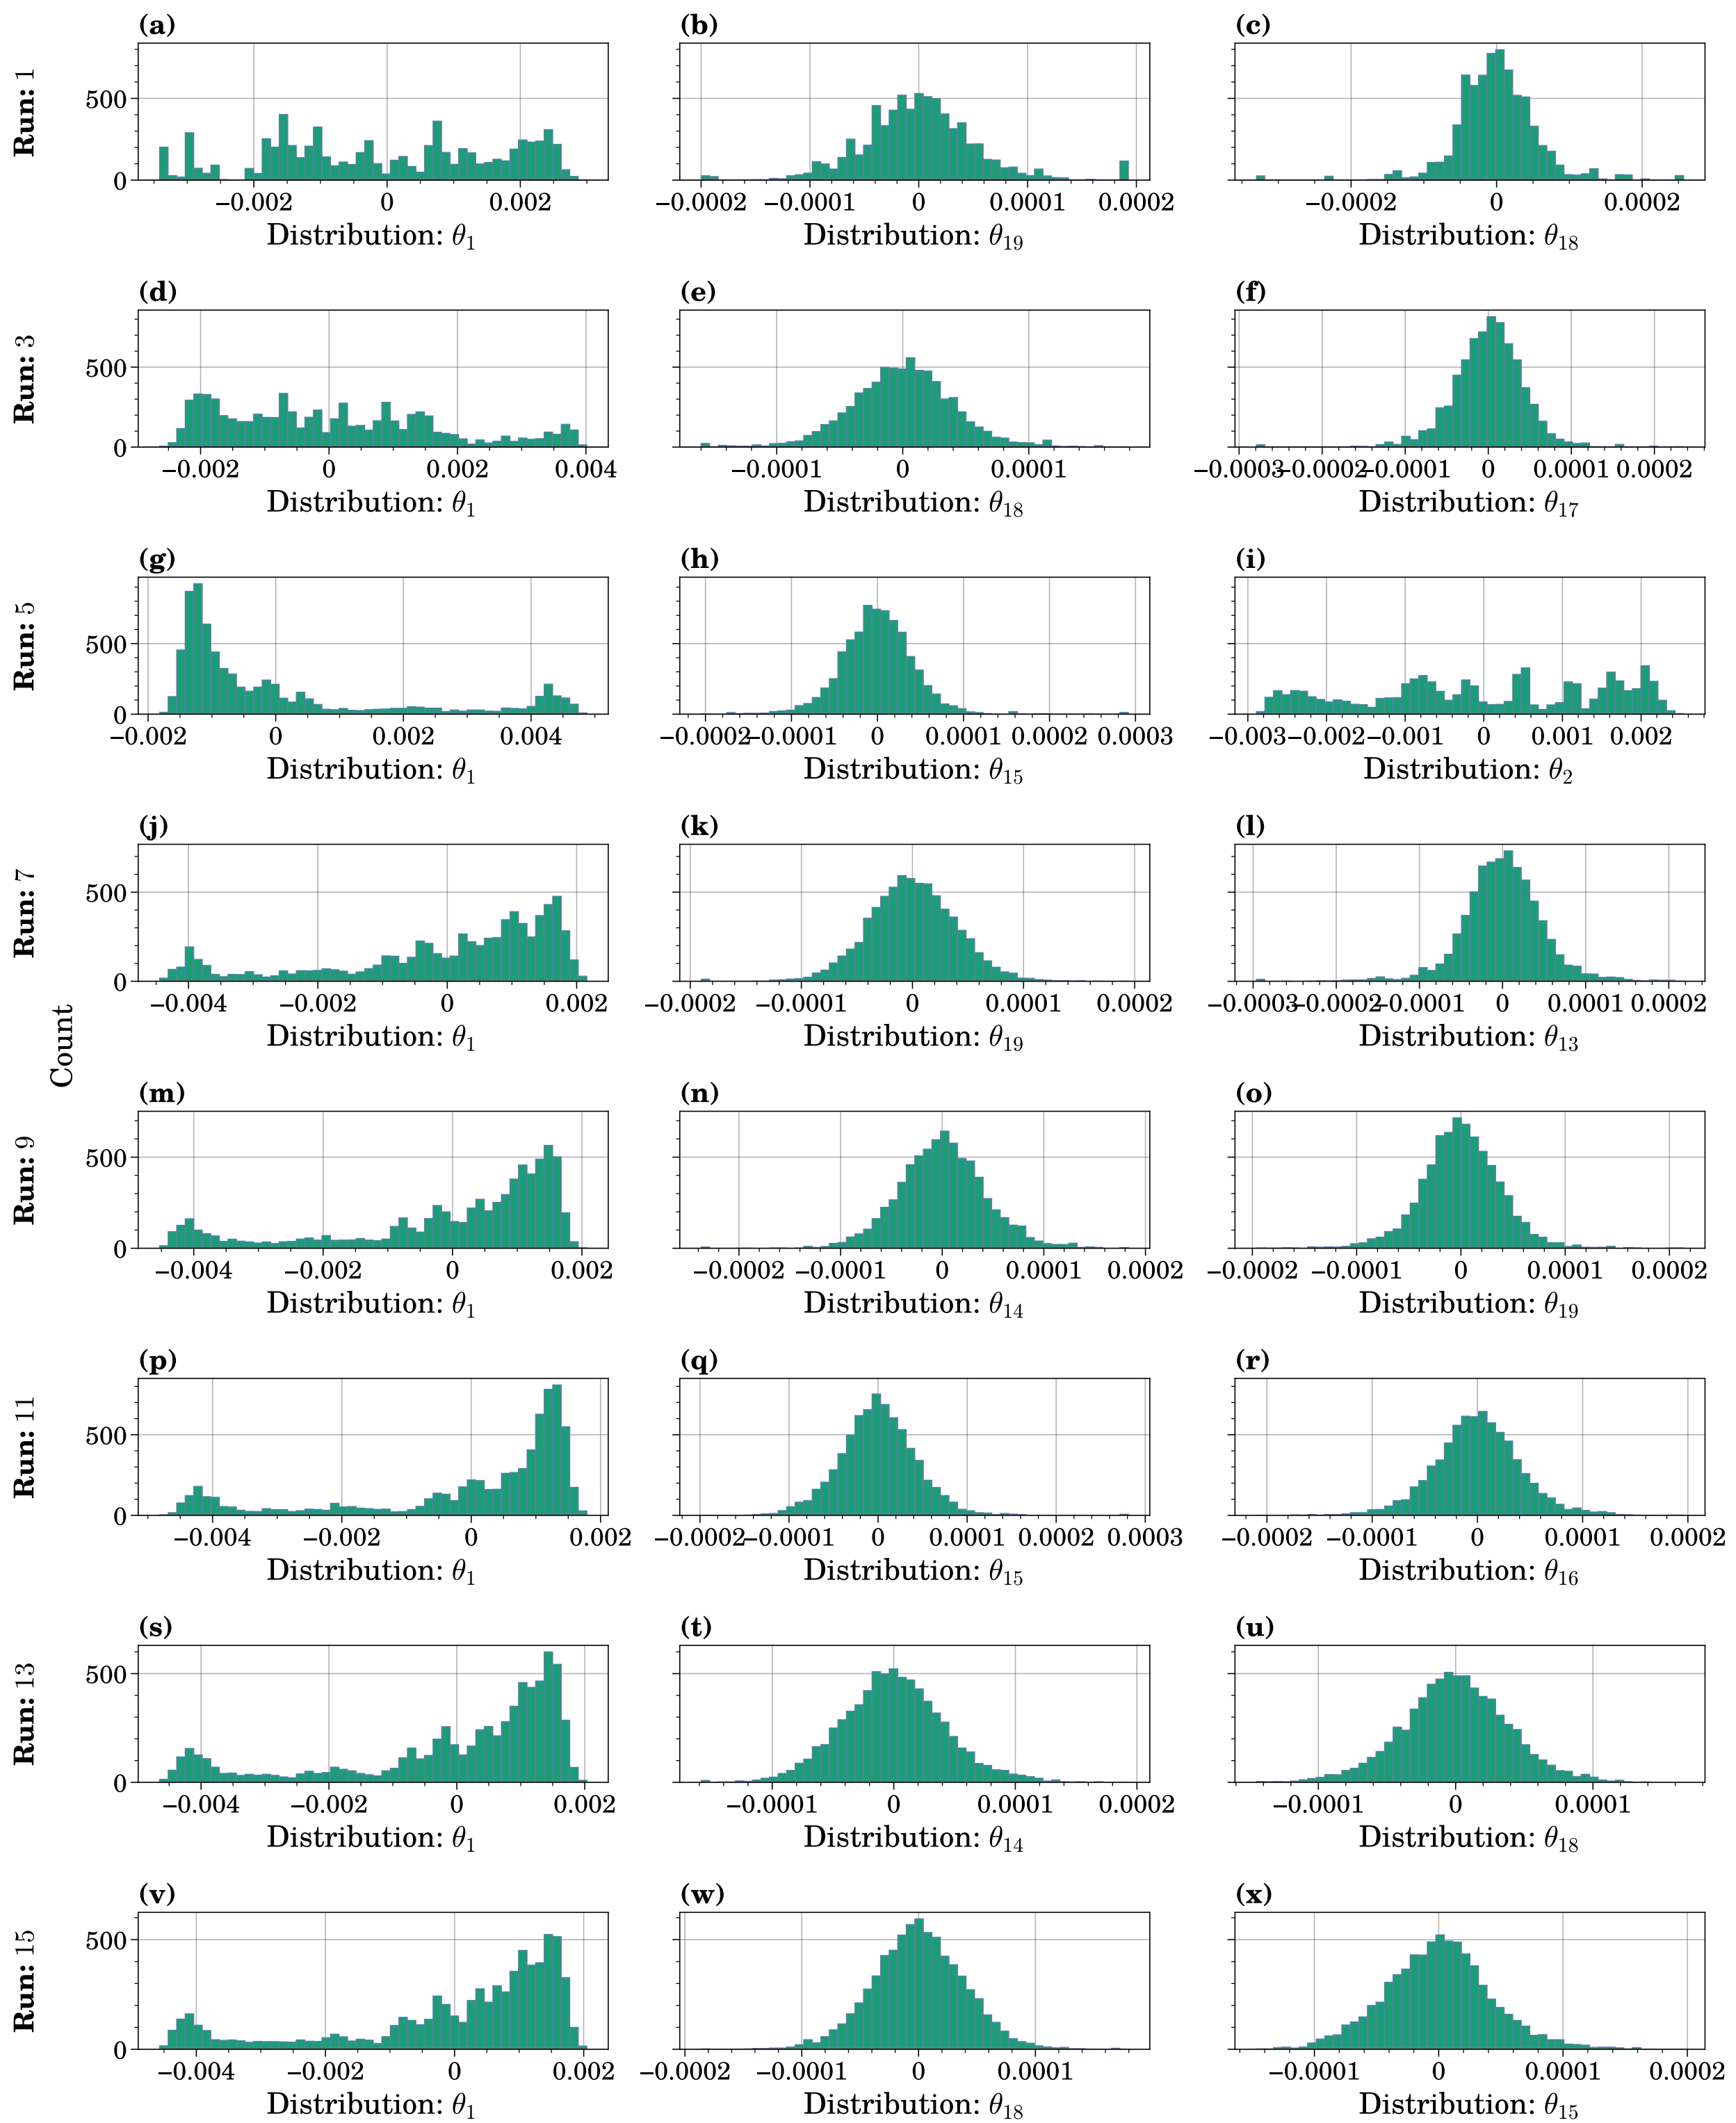 (a) (b) (c)
Run: 1
500
0
−0.002 0 0.002
−0.0002 −0.0001 0 0.0001 0.0002
−0.0002 0 0.0002
Distribution: θ₁ Distribution: θ₁₉ Distribution: θ₁₈
(d) (e) (f)
Run: 3
500
0
−0.002 0 0.002 0.004
−0.0001 0 0.0001
−0.0003 −0.0002 −0.0001 0 0.0001 0.0002
Distribution: θ₁ Distribution: θ₁₈ Distribution: θ₁₇
(g) (h) (i)
Run: 5
500
0
−0.002 0 0.002 0.004
−0.0002 −0.0001 0 0.0001 0.0002 0.0003
−0.003 −0.002 −0.001 0 0.001 0.002
Distribution: θ₁ Distribution: θ₁₅ Distribution: θ₂
(j) (k) (l)
Run: 7
500
0
−0.004 −0.002 0 0.002
−0.0002 −0.0001 0 0.0001 0.0002
−0.0003 −0.0002 −0.0001 0 0.0001 0.0002
Distribution: θ₁ Distribution: θ₁₉ Distribution: θ₁₃
Count
(m) (n) (o)
Run: 9
500
0
−0.004 −0.002 0 0.002
−0.0002 −0.0001 0 0.0001 0.0002
−0.0002 −0.0001 0 0.0001 0.0002
Distribution: θ₁ Distribution: θ₁₄ Distribution: θ₁₉
(p) (q) (r)
Run: 11
500
0
−0.004 −0.002 0 0.002
−0.0002 −0.0001 0 0.0001 0.0002 0.0003
−0.0002 −0.0001 0 0.0001 0.0002
Distribution: θ₁ Distribution: θ₁₅ Distribution: θ₁₆
(s) (t) (u)
Run: 13
500
0
−0.004 −0.002 0 0.002
−0.0001 0 0.0001 0.0002
−0.0001 0 0.0001
Distribution: θ₁ Distribution: θ₁₄ Distribution: θ₁₈
(v) (w) (x)
Run: 15
500
0
−0.004 −0.002 0 0.002
−0.0002 −0.0001 0 0.0001
−0.0001 0 0.0001 0.0002
Distribution: θ₁ Distribution: θ₁₈ Distribution: θ₁₅